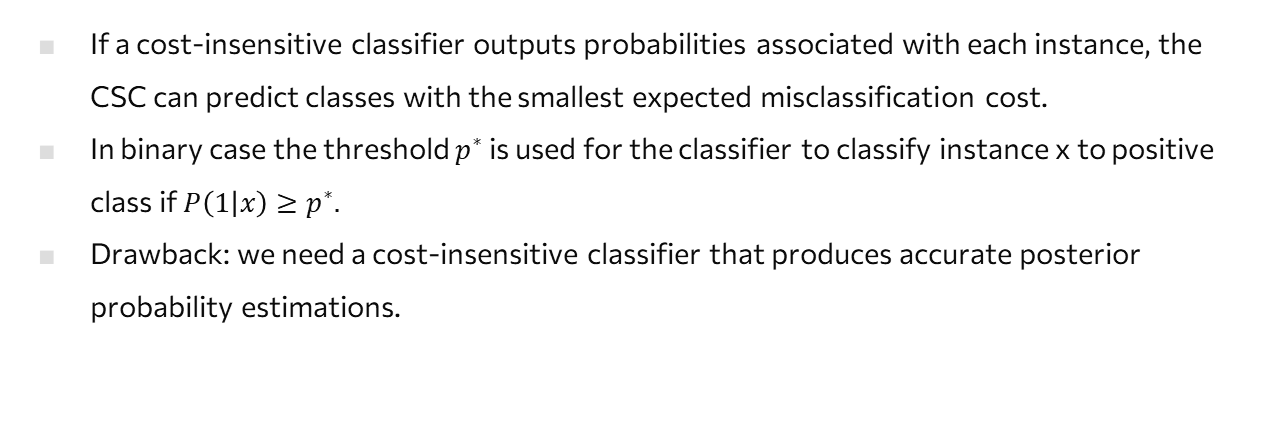 If a cost-insensitive classifier outputs probabilities associated with each instance, the
CSC can predict classes with the smallest expected misclassification cost.
In binary case the threshold p* is used for the classifier to classify instance x to positive
class if P(1|x) ≥ p*.
Drawback: we need a cost-insensitive classifier that produces accurate posterior
probability estimations.